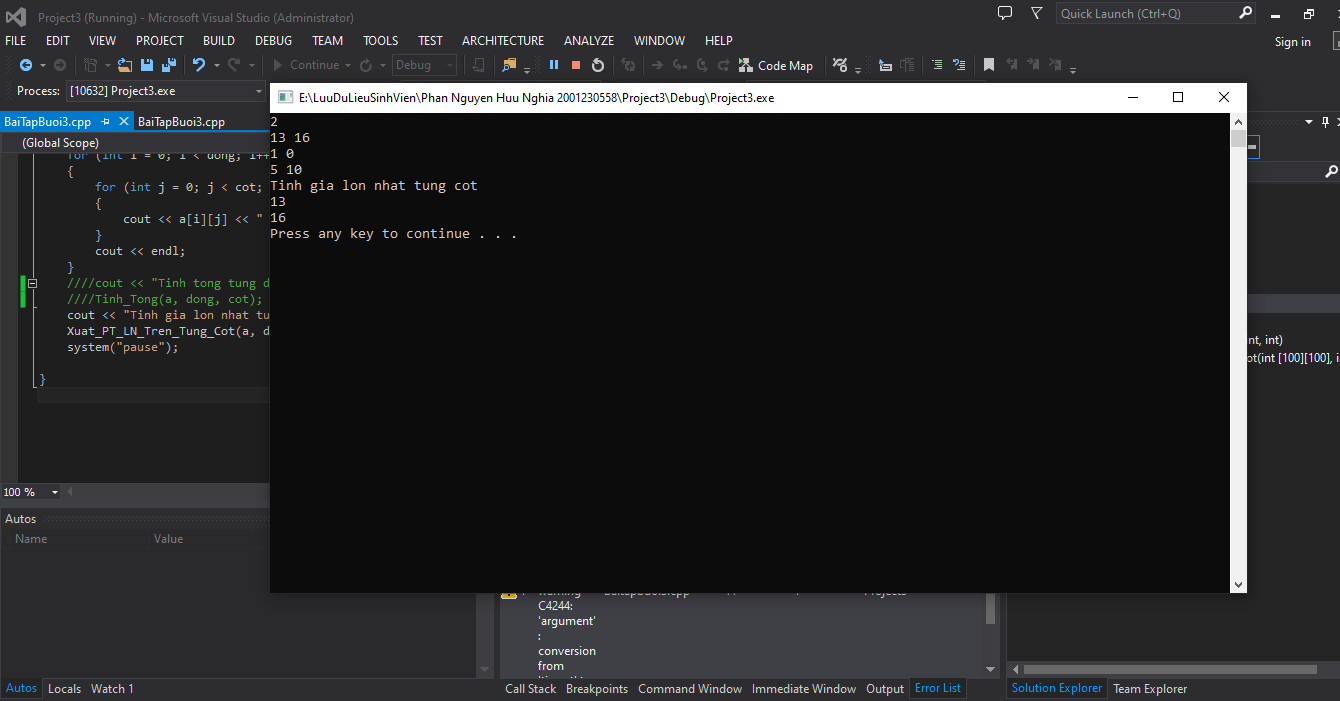 Project3 (Running) - Microsoft Visual Studio (Administrator)
Quick Launch (Ctrl+Q)
FILE EDIT VIEW PROJECT BUILD DEBUG TEAM TOOLS TEST ARCHITECTURE ANALYZE WINDOW HELP
Sign in
Continue Debug Code Map
Process: [10632] Project3.exe
E:\LuuDuLieuSinhVien\Phan Nguyen Huu Nghia 2001230558\Project3\Debug\Project3.exe
BaiTapBuoi3.cpp BaiTapBuoi3.cpp
(Global Scope)
for (int i = 0; i < dong; i++
{
for (int j = 0; j < cot;
{
cout << a[i][j] << "
}
cout << endl;
}
////cout << "Tinh tong tung d
////Tinh_Tong(a, dong, cot);
cout << "Tinh gia lon nhat tu
Xuat_PT_LN_Tren_Tung_Cot(a, d
system("pause");
}
2
13 16
1 0
5 10
Tinh gia lon nhat tung cot
13
16
Press any key to continue . . .
nt, int)
ot(int [100][100], i
100 %
Autos
Name Value
warning
C4244:
'argument'
:
conversion
from
Autos Locals Watch 1
Call Stack Breakpoints Command Window Immediate Window Output Error List
Solution Explorer Team Explorer